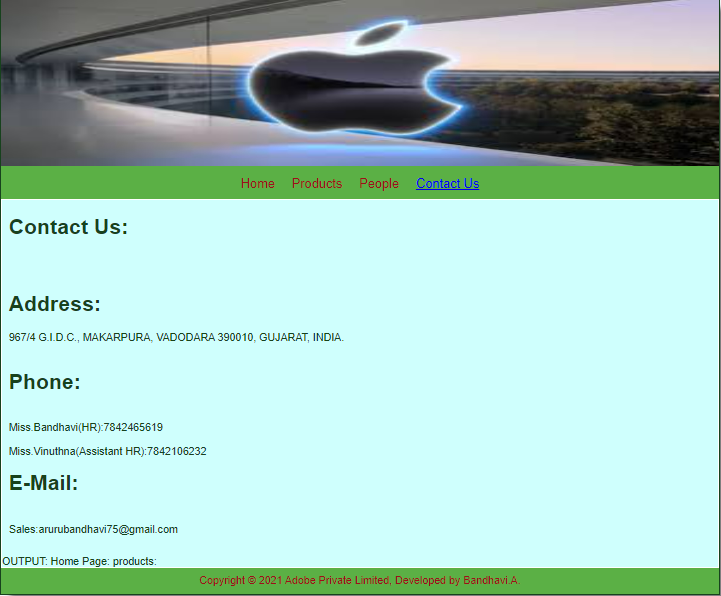 Home Products People Contact Us
Contact Us:
Address:
967/4 G.I.D.C., MAKARPURA, VADODARA 390010, GUJARAT, INDIA.
Phone:
Miss.Bandhavi(HR):7842465619
Miss.Vinuthna(Assistant HR):7842106232
E-Mail:
Sales:arurubandhavi75@gmail.com
OUTPUT: Home Page: products:
Copyright © 2021 Adobe Private Limited. Developed by Bandhavi.A.